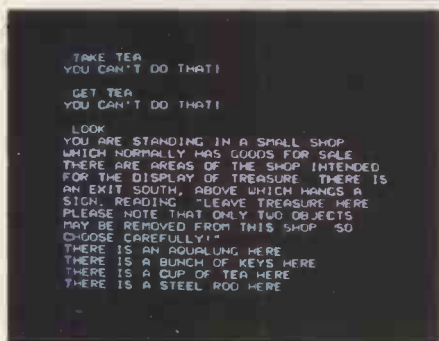 TAKE TEA
YOU CAN'T DO THAT!
GET TEA
YOU CAN'T DO THAT!
LOOK
YOU ARE STANDING IN A SMALL SHOP
WHICH NORMALLY HAS GOODS FOR SALE
THERE ARE AREAS OF THE SHOP INTENDED
FOR THE DISPLAY OF TREASURE THERE IS
AN EXIT SOUTH, ABOVE WHICH HANGS A
SIGN, READING "LEAVE TREASURE HERE
PLEASE NOTE THAT ONLY TWO OBJECTS
MAY BE REMOVED FROM THIS SHOP SO
CHOOSE CAREFULLY!"
THERE IS AN AQUALUNG HERE
THERE IS A BUNCH OF KEYS HERE
THERE IS A CUP OF TEA HERE
THERE IS A STEEL ROD HERE